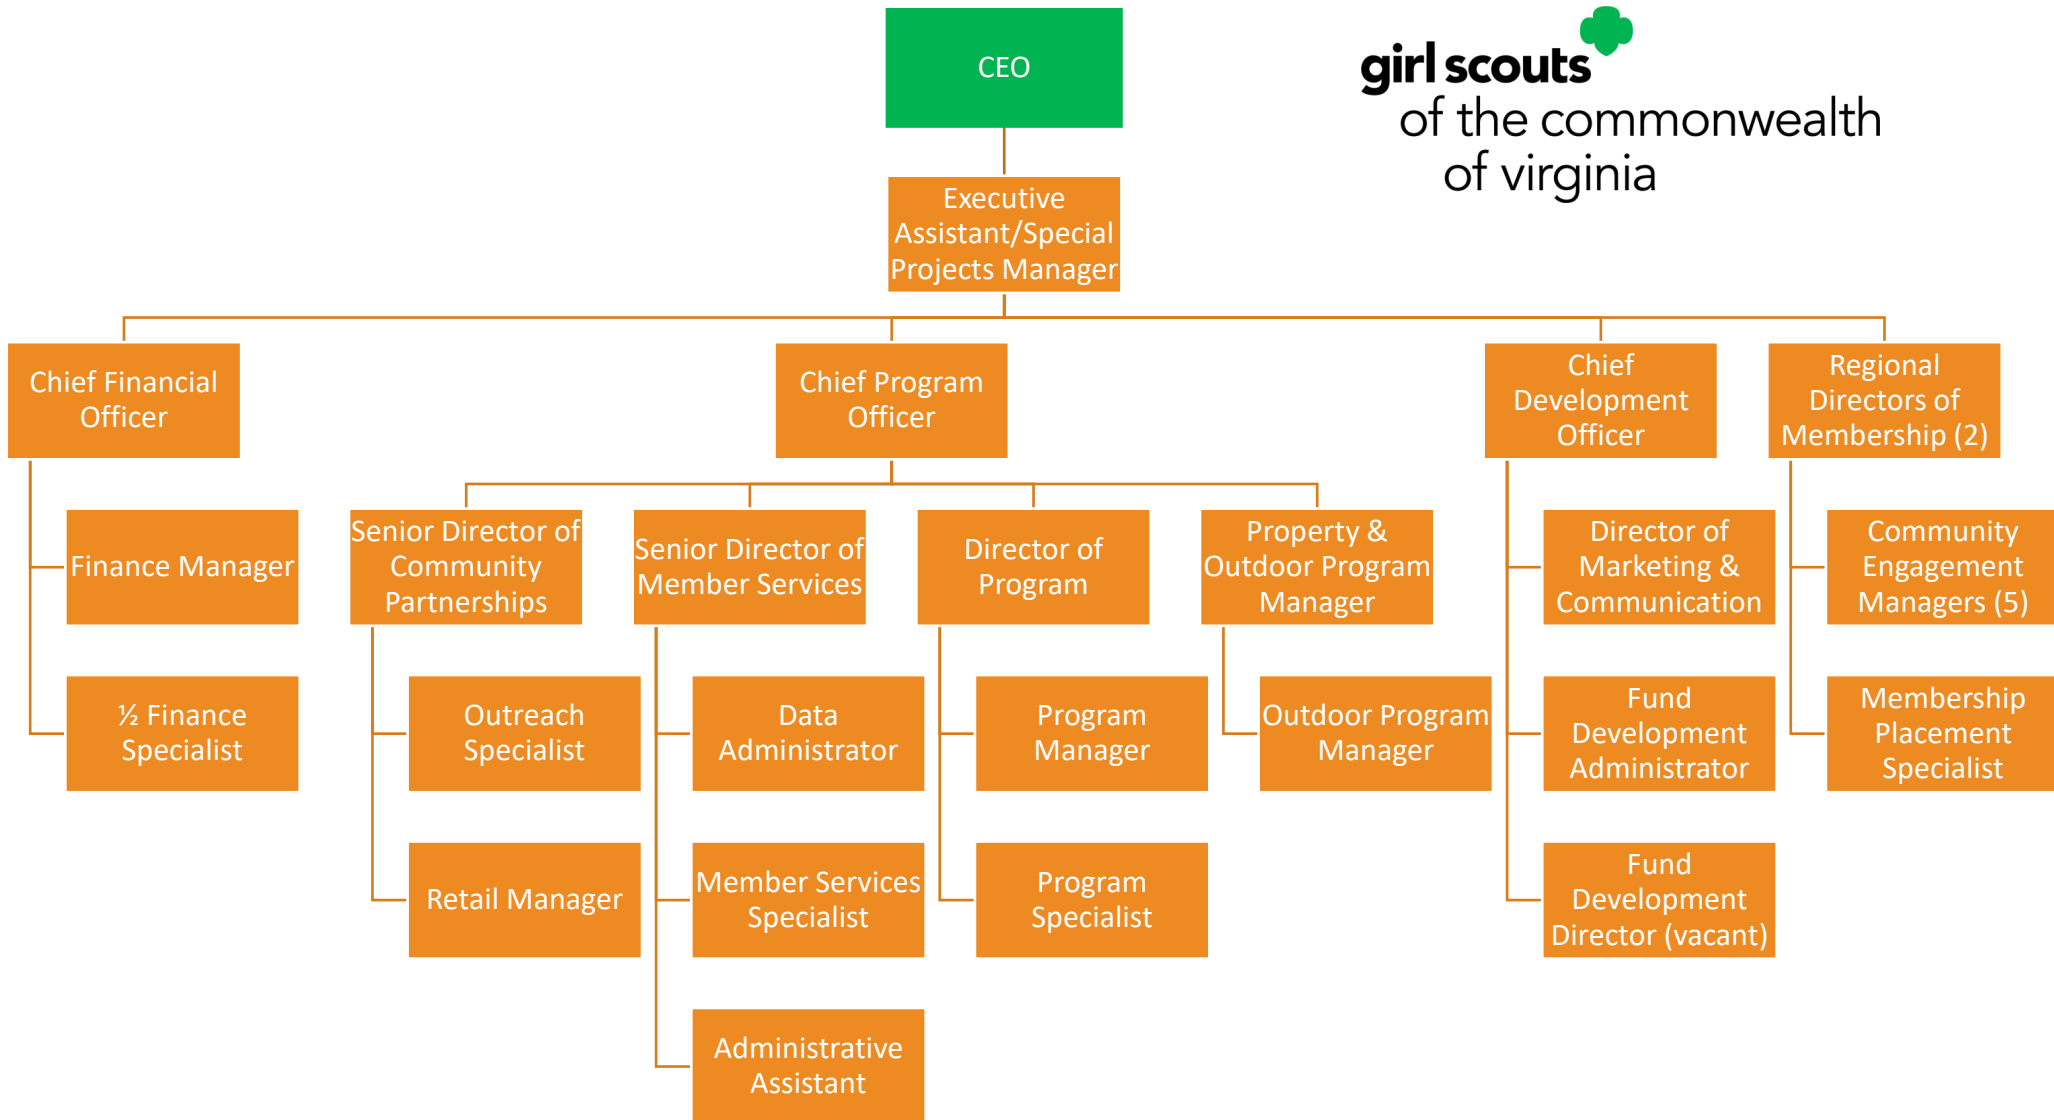 CEO
girl scouts
of the commonwealth
of virginia
Executive
Assistant/Special
Projects Manager
Chief Financial
Officer
Chief Program
Officer
Chief
Development
Officer
Regional
Directors of
Membership (2)
Finance Manager
Senior Director of
Community
Partnerships
Senior Director of
Member Services
Director of
Program
Property &
Outdoor Program
Manager
Director of
Marketing &
Communication
Community
Engagement
Managers (5)
½ Finance
Specialist
Outreach
Specialist
Data
Administrator
Program
Manager
Outdoor Program
Manager
Fund
Development
Administrator
Membership
Placement
Specialist
Retail Manager
Member Services
Specialist
Program
Specialist
Fund
Development
Director (vacant)
Administrative
Assistant